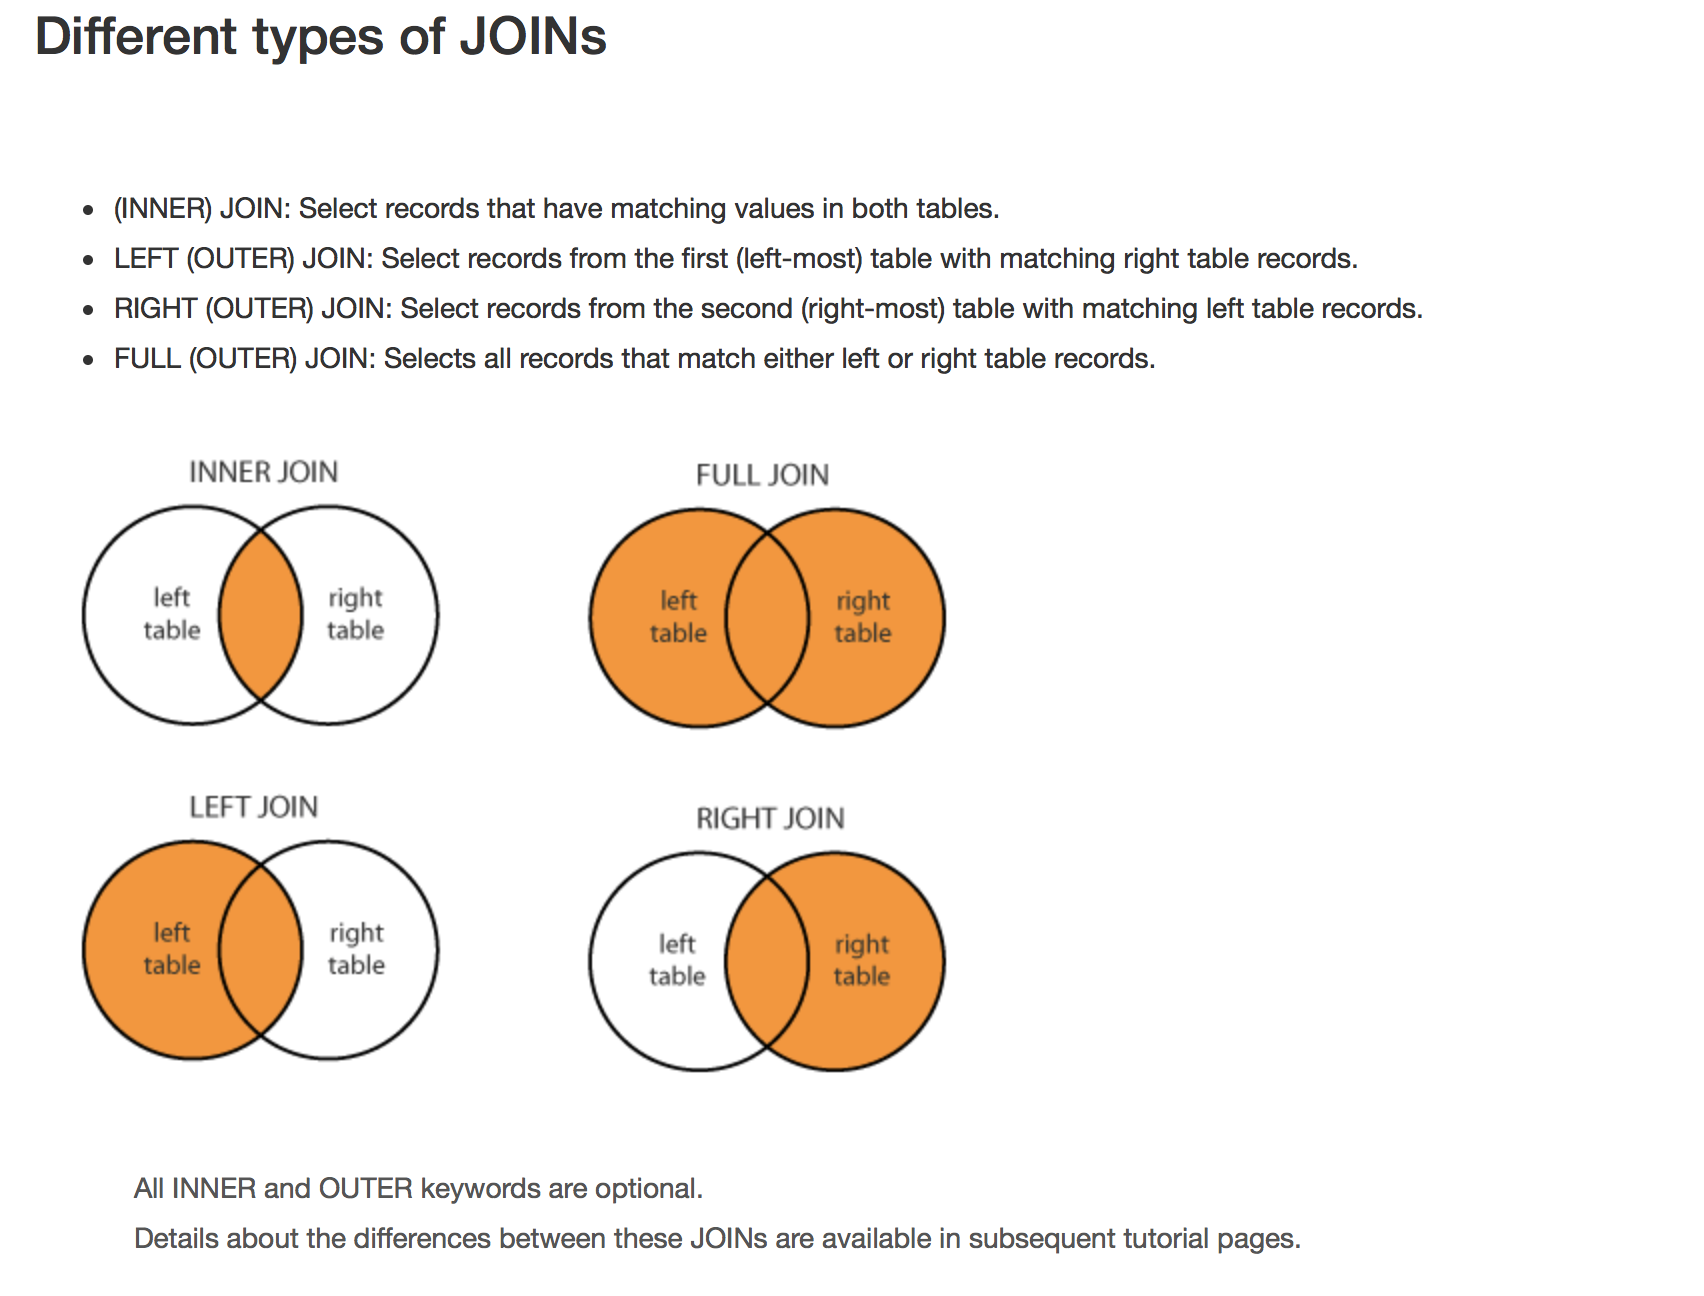 Different types of JOINs
(INNER) JOIN: Select records that have matching values in both tables.
LEFT (OUTER) JOIN: Select records from the first (left-most) table with matching right table records.
RIGHT (OUTER) JOIN: Select records from the second (right-most) table with matching left table records.
FULL (OUTER) JOIN: Selects all records that match either left or right table records.
INNER JOIN
left
table
right
table
FULL JOIN
left
table
right
table
LEFT JOIN
left
table
right
table
RIGHT JOIN
left
table
right
table
All INNER and OUTER keywords are optional.
Details about the differences between these JOINs are available in subsequent tutorial pages.